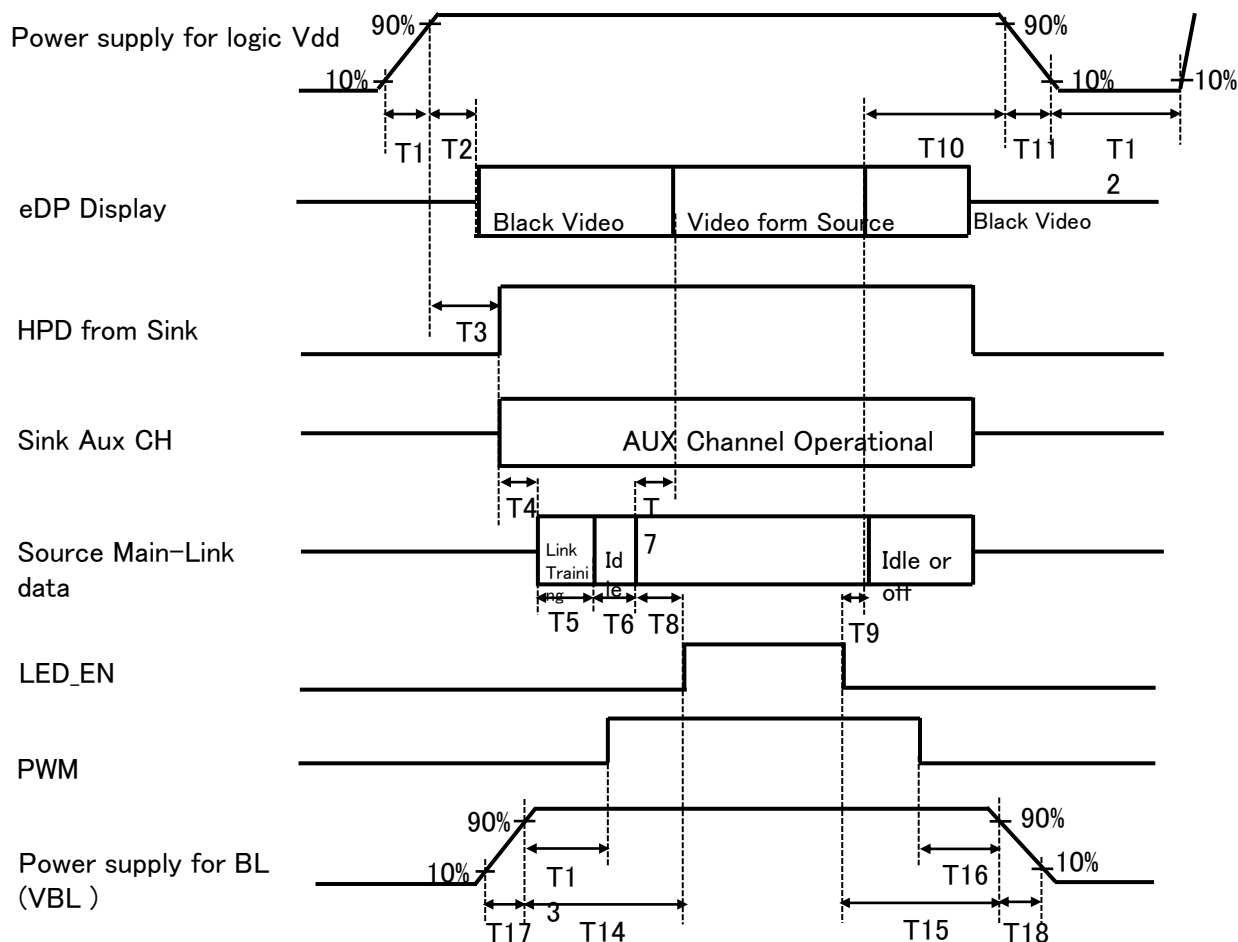 Power supply for logic Vdd
90%
90%
10%
10%
10%
T1
T2
T10
T11
T1
2
eDP Display
Black Video
Video form Source
Black Video
HPD from Sink
T3
Sink Aux CH
AUX Channel Operational
T4
T
7
Source Main-Link
data
Link
Traini
ng
Id
le
Idle or
off
T5
T6
T8
T9
LED_EN
PWM
90%
90%
Power supply for BL
(VBL )
10%
10%
T1
3
T16
T17
T14
T15
T18